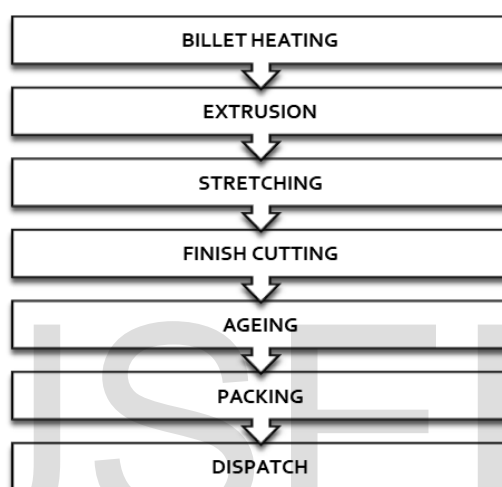 BILLET HEATING
EXTRUSION
STRETCHING
FINISH CUTTING
AGEING
PACKING
DISPATCH